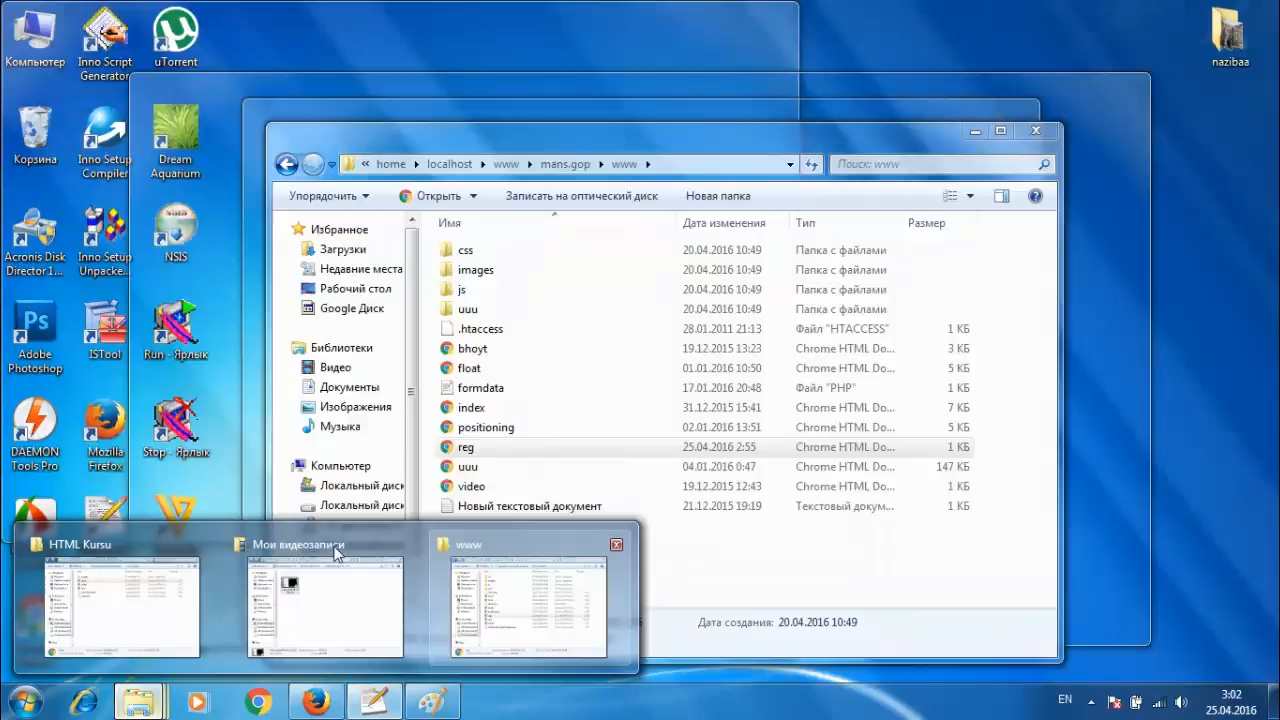 Компьютер
Inno Script Generator
uTorrent
nazibaa
Корзина
Inno Setup Compiler
Dream Aquarium
Acronis Disk Director 1...
Inno Setup Unpacke...
NSIS
Adobe Photoshop
ISTool
Run - Ярлык
DAEMON Tools Pro
Mozilla Firefox
Stop - Ярлык
« home localhost www mans.gop www
Поиск: www
Упорядочить Открыть Записать на оптический диск Новая папка
Имя Дата изменения Тип Размер
Избранное
Загрузки
Недавние места
Рабочий стол
Google Диск
Библиотеки
Видео
Документы
Изображения
Музыка
Компьютер
Локальный диск
Локальный диск
css 20.04.2016 10:49 Папка с файлами
images 20.04.2016 10:49 Папка с файлами
js 20.04.2016 10:49 Папка с файлами
uuu 20.04.2016 10:49 Папка с файлами
.htaccess 28.01.2011 21:13 Файл "HTACCESS" 1 КБ
bhoyt 19.12.2015 13:23 Chrome HTML Do... 3 КБ
float 01.01.2016 10:50 Chrome HTML Do... 5 КБ
formdata 17.01.2016 20:48 Файл "PHP" 1 КБ
index 31.12.2015 15:41 Chrome HTML Do... 7 КБ
positioning 02.01.2016 13:51 Chrome HTML Do... 5 КБ
reg 25.04.2016 2:55 Chrome HTML Do... 1 КБ
uuu 04.01.2016 0:47 Chrome HTML Do... 147 КБ
video 19.12.2015 12:43 Chrome HTML Do... 1 КБ
Новый текстовый документ 21.12.2015 19:19 Текстовый докум... 1 КБ
Дата создания: 20.04.2016 10:49
HTML Kursu
Мои видеозаписи
www
EN
3:02
25.04.2016